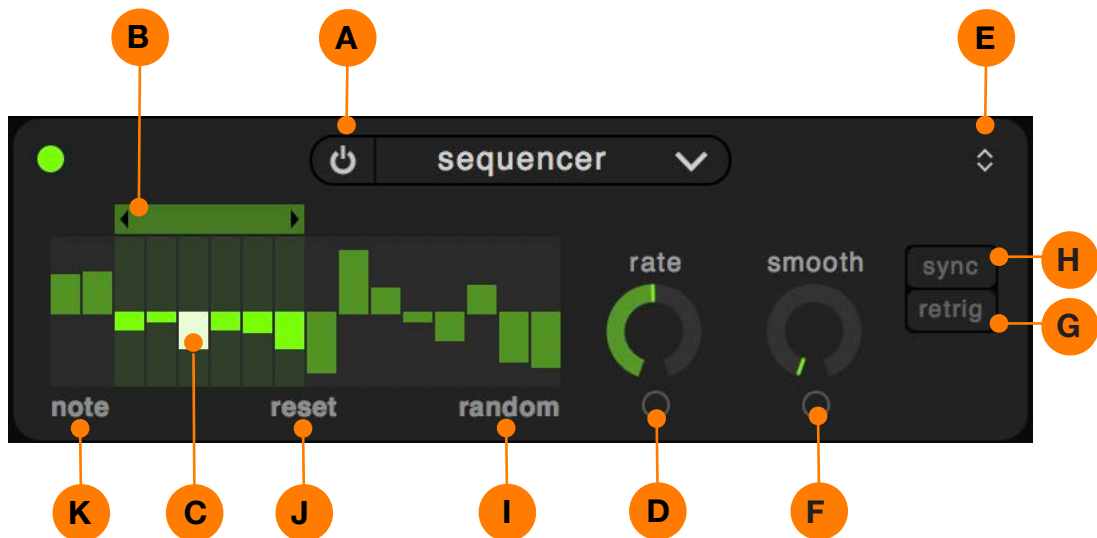 B A E
sequencer
rate smooth sync
H
retrig
G
note reset random
K C J I D F